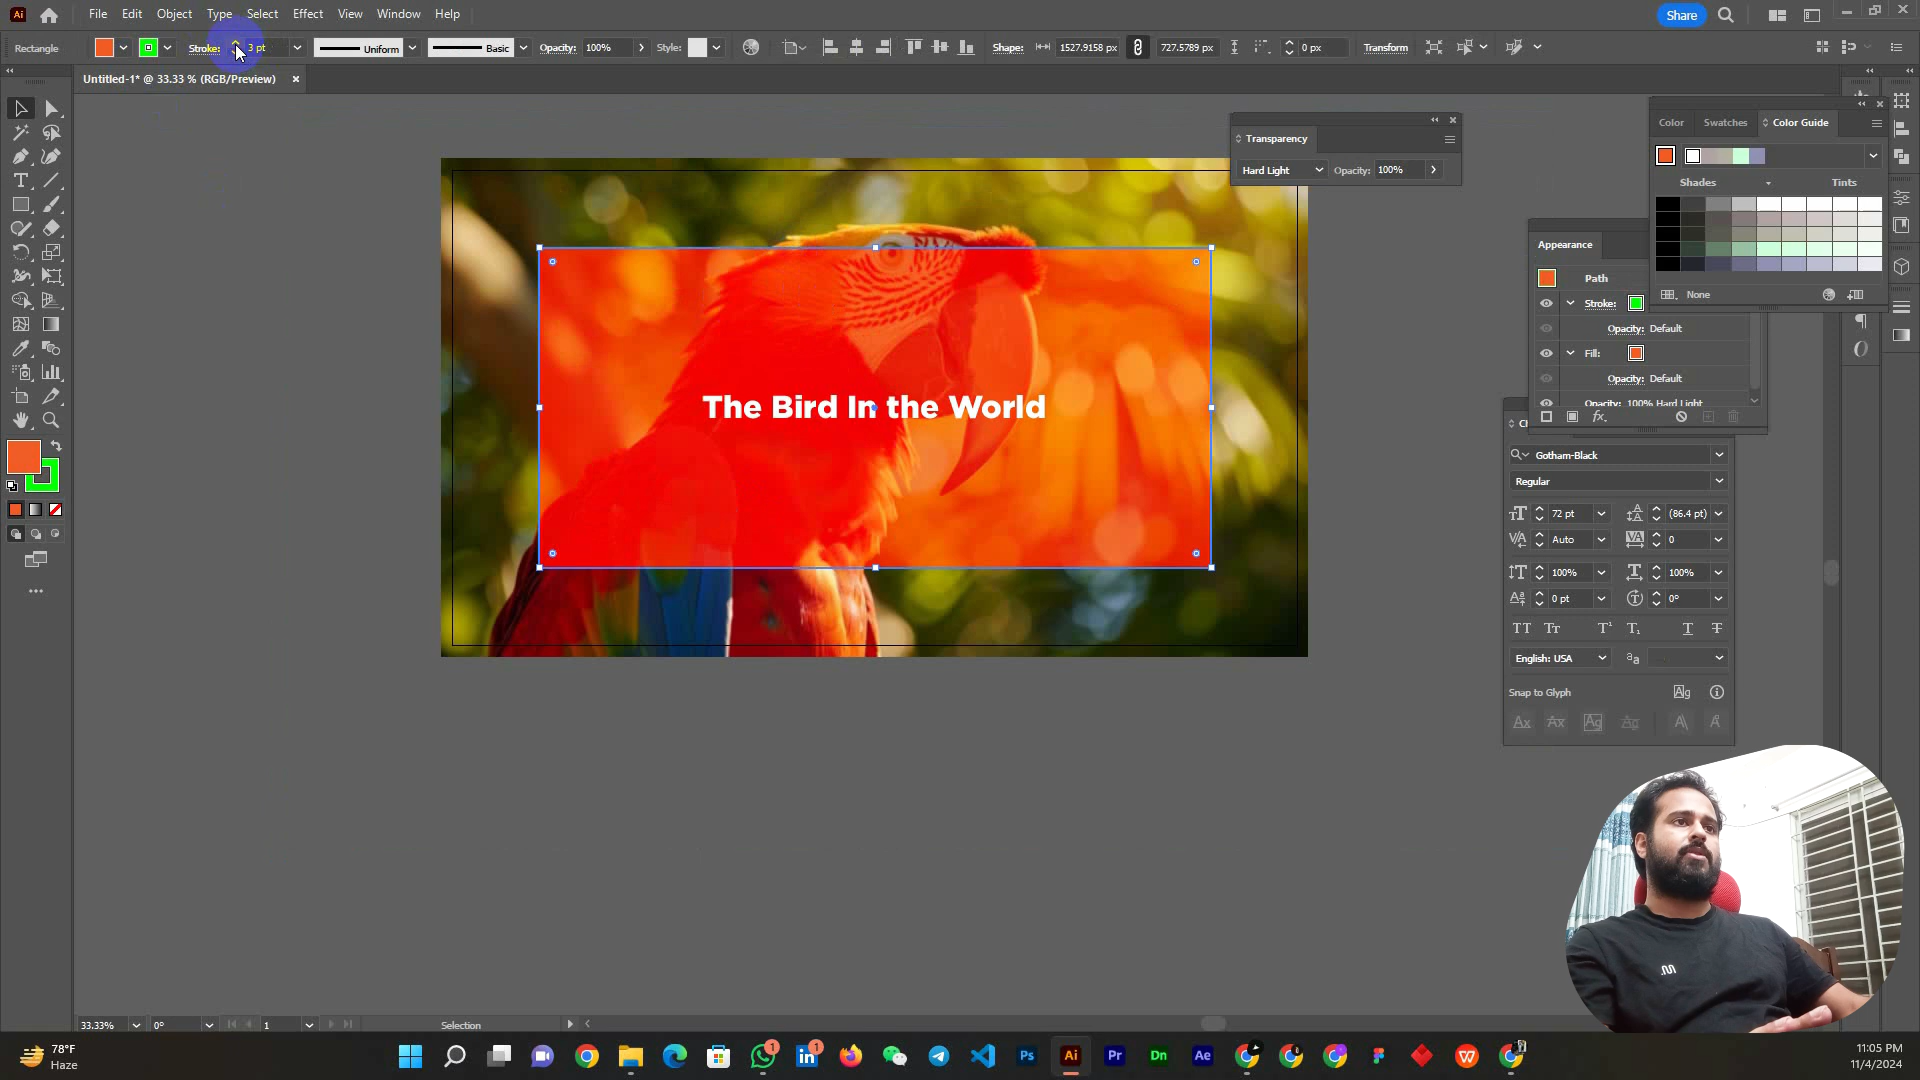 File Edit Object Type Select Effect View Window Help
Share
Rectangle
Stroke: 3 pt
Uniform
Basic
Opacity: 100%
Style:
Shape: 1527.9158 px 727.5789 px 0 px
Transform
Untitled-1* @ 33.33 % (RGB/Preview)
Transparency
Hard Light Opacity: 100%
Color Swatches Color Guide
Shades Tints
None
Appearance
Path
Stroke:
Opacity: Default
Fill:
Opacity: Default
Opacity: 100% Hard Light
The Bird In the World
Gotham-Black
Regular
72 pt (86.4 pt)
Auto 0
100% 100%
0 pt 0°
English: USA
Snap to Glyph
33.33% 0° 1 Selection
78°F
Haze
11:05 PM
11/4/2024